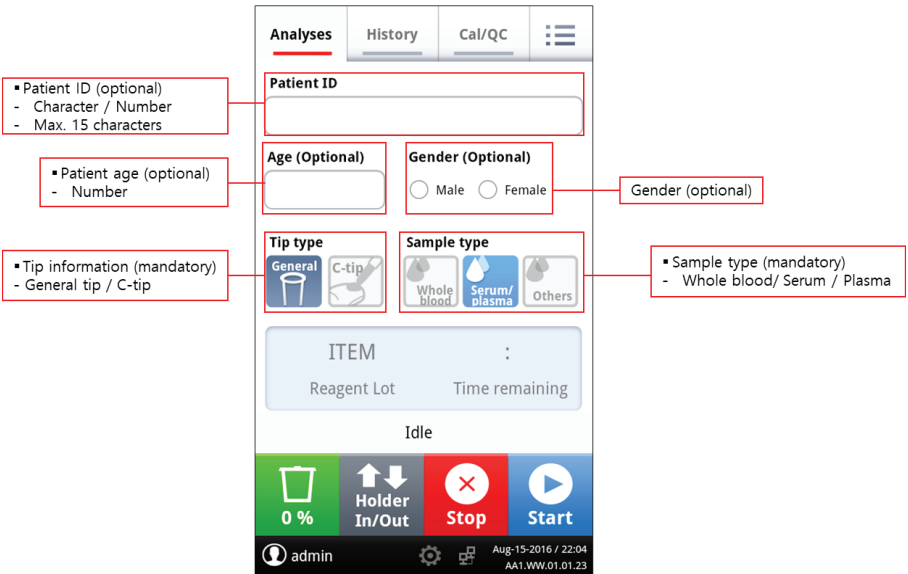 Analyses
History
Cal/QC
Patient ID
▪ Patient ID (optional)
- Character / Number
- Max. 15 characters
Age (Optional)
Gender (Optional)
▪ Patient age (optional)
- Number
Male
Female
Gender (optional)
Tip type
Sample type
▪ Tip information (mandatory)
- General tip / C-tip
General
C-tip
Whole
blood
Serum/
plasma
Others
▪ Sample type (mandatory)
- Whole blood/ Serum / Plasma
ITEM :
Reagent Lot Time remaining
Idle
0 %
Holder
In/Out
Stop
Start
admin
Aug-15-2016 / 22:04
AA1.WW.01.01.23